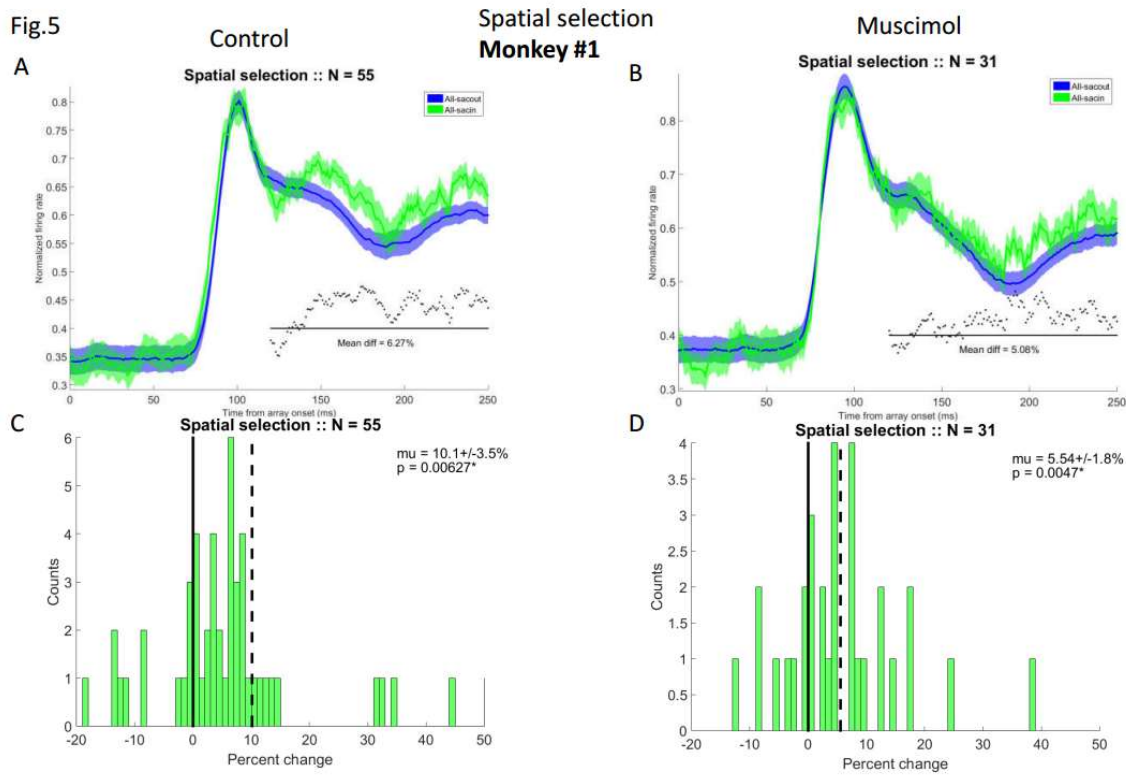 Fig.5
Spatial selection
Monkey #1
Control
Muscimol
A
Spatial selection :: N = 55
All-sacout
All-sacin
0.8
0.75
0.7
0.65
0.6
0.55
0.5
0.45
0.4
0.35
0.3
Normalized firing rate
Mean diff = 6.27%
0
50
100
150
200
250
Time from array onset (ms)
B
Spatial selection :: N = 31
All-sacout
All-sacin
0.8
0.7
0.6
0.5
0.4
0.3
Normalized firing rate
Mean diff = 5.08%
0
50
100
150
200
250
Time from array onset (ms)
C
Spatial selection :: N = 55
mu = 10.1+/-3.5%
p = 0.00627*
6
5
4
3
2
1
0
Counts
-20
-10
0
10
20
30
40
50
Percent change
D
Spatial selection :: N = 31
mu = 5.54+/-1.8%
p = 0.0047*
4
3.5
3
2.5
2
1.5
1
0.5
0
Counts
-20
-10
0
10
20
30
40
50
Percent change